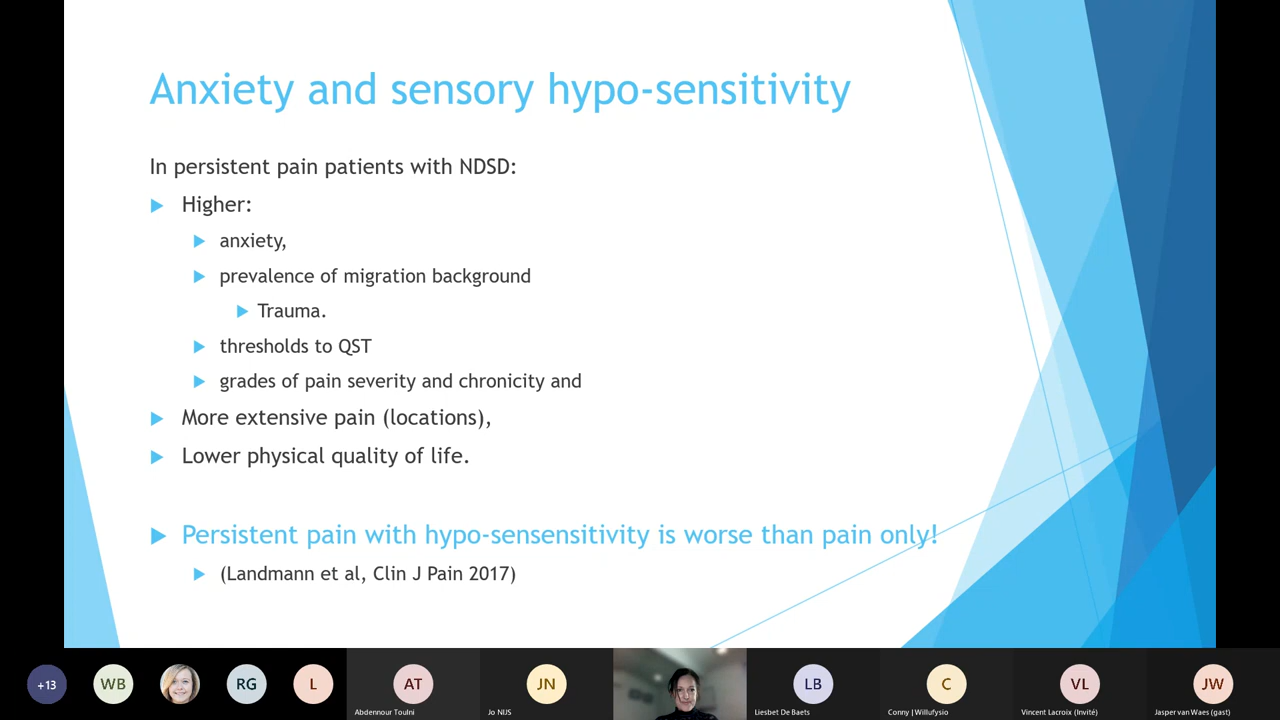 Anxiety and sensory hypo-sensitivity
In persistent pain patients with NDSD:
Higher:
anxiety,
prevalence of migration background
Trauma.
thresholds to QST
grades of pain severity and chronicity and
More extensive pain (locations),
Lower physical quality of life.
Persistent pain with hypo-sensensitivity is worse than pain only!
(Landmann et al, Clin J Pain 2017)
+13
WB
RG
L
AT
JN
LB
C
VL
JW
Abdennour Toulni
Jo NIJS
Liesbet De Baets
Conny | Willufysio
Vincent Lacroix (Invité)
Jasper van Waes (gast)